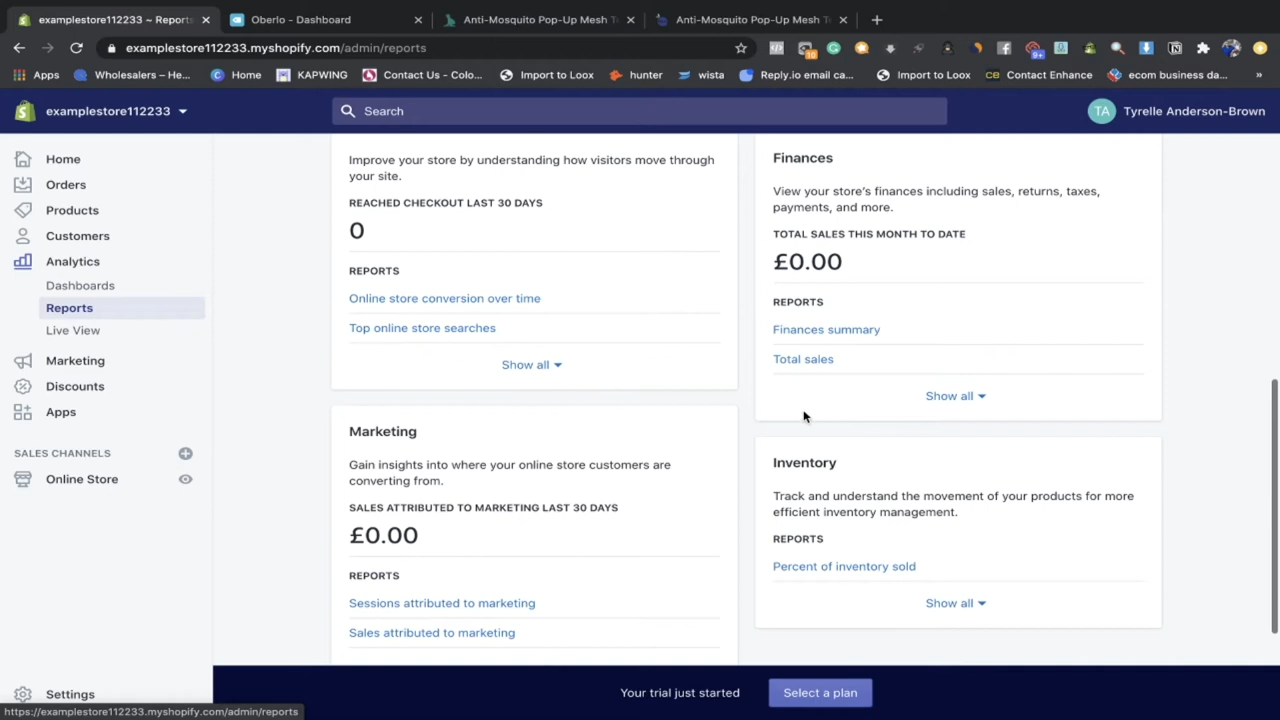 examplestore112233 ~ Reports
Oberlo - Dashboard
Anti-Mosquito Pop-Up Mesh T
Anti-Mosquito Pop-Up Mesh T
examplestore112233.myshopify.com/admin/reports
10
9+
Apps
Wholesalers – He...
Home
KAPWING
Contact Us - Colo...
Import to Loox
hunter
wista
Reply.io email ca...
Import to Loox
Contact Enhance
ecom business da...
»
examplestore112233
Search
TA
Tyrelle Anderson-Brown
Home
Orders
Products
Customers
Analytics
Dashboards
Reports
Live View
Marketing
Discounts
Apps
SALES CHANNELS
Online Store
Settings
Improve your store by understanding how visitors move through
your site.
REACHED CHECKOUT LAST 30 DAYS
0
REPORTS
Online store conversion over time
Top online store searches
Show all
Marketing
Gain insights into where your online store customers are
converting from.
SALES ATTRIBUTED TO MARKETING LAST 30 DAYS
£0.00
REPORTS
Sessions attributed to marketing
Sales attributed to marketing
Finances
View your store's finances including sales, returns, taxes,
payments, and more.
TOTAL SALES THIS MONTH TO DATE
£0.00
REPORTS
Finances summary
Total sales
Show all
Inventory
Track and understand the movement of your products for more
efficient inventory management.
REPORTS
Percent of inventory sold
Show all
Your trial just started
Select a plan
https://examplestore112233.myshopify.com/admin/reports